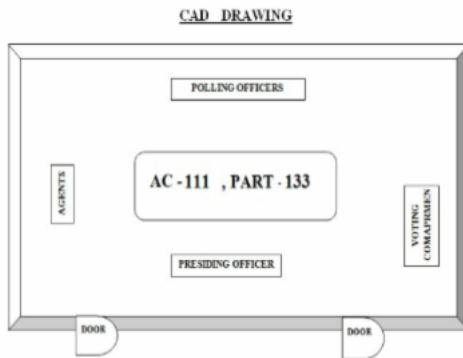 CAD DRAWING
POLLING OFFICERS
AC - 111 , PART - 133
AGENTS
VOTING
COMAPRMEN
PRESIDING OFFICER
DOOR
DOOR